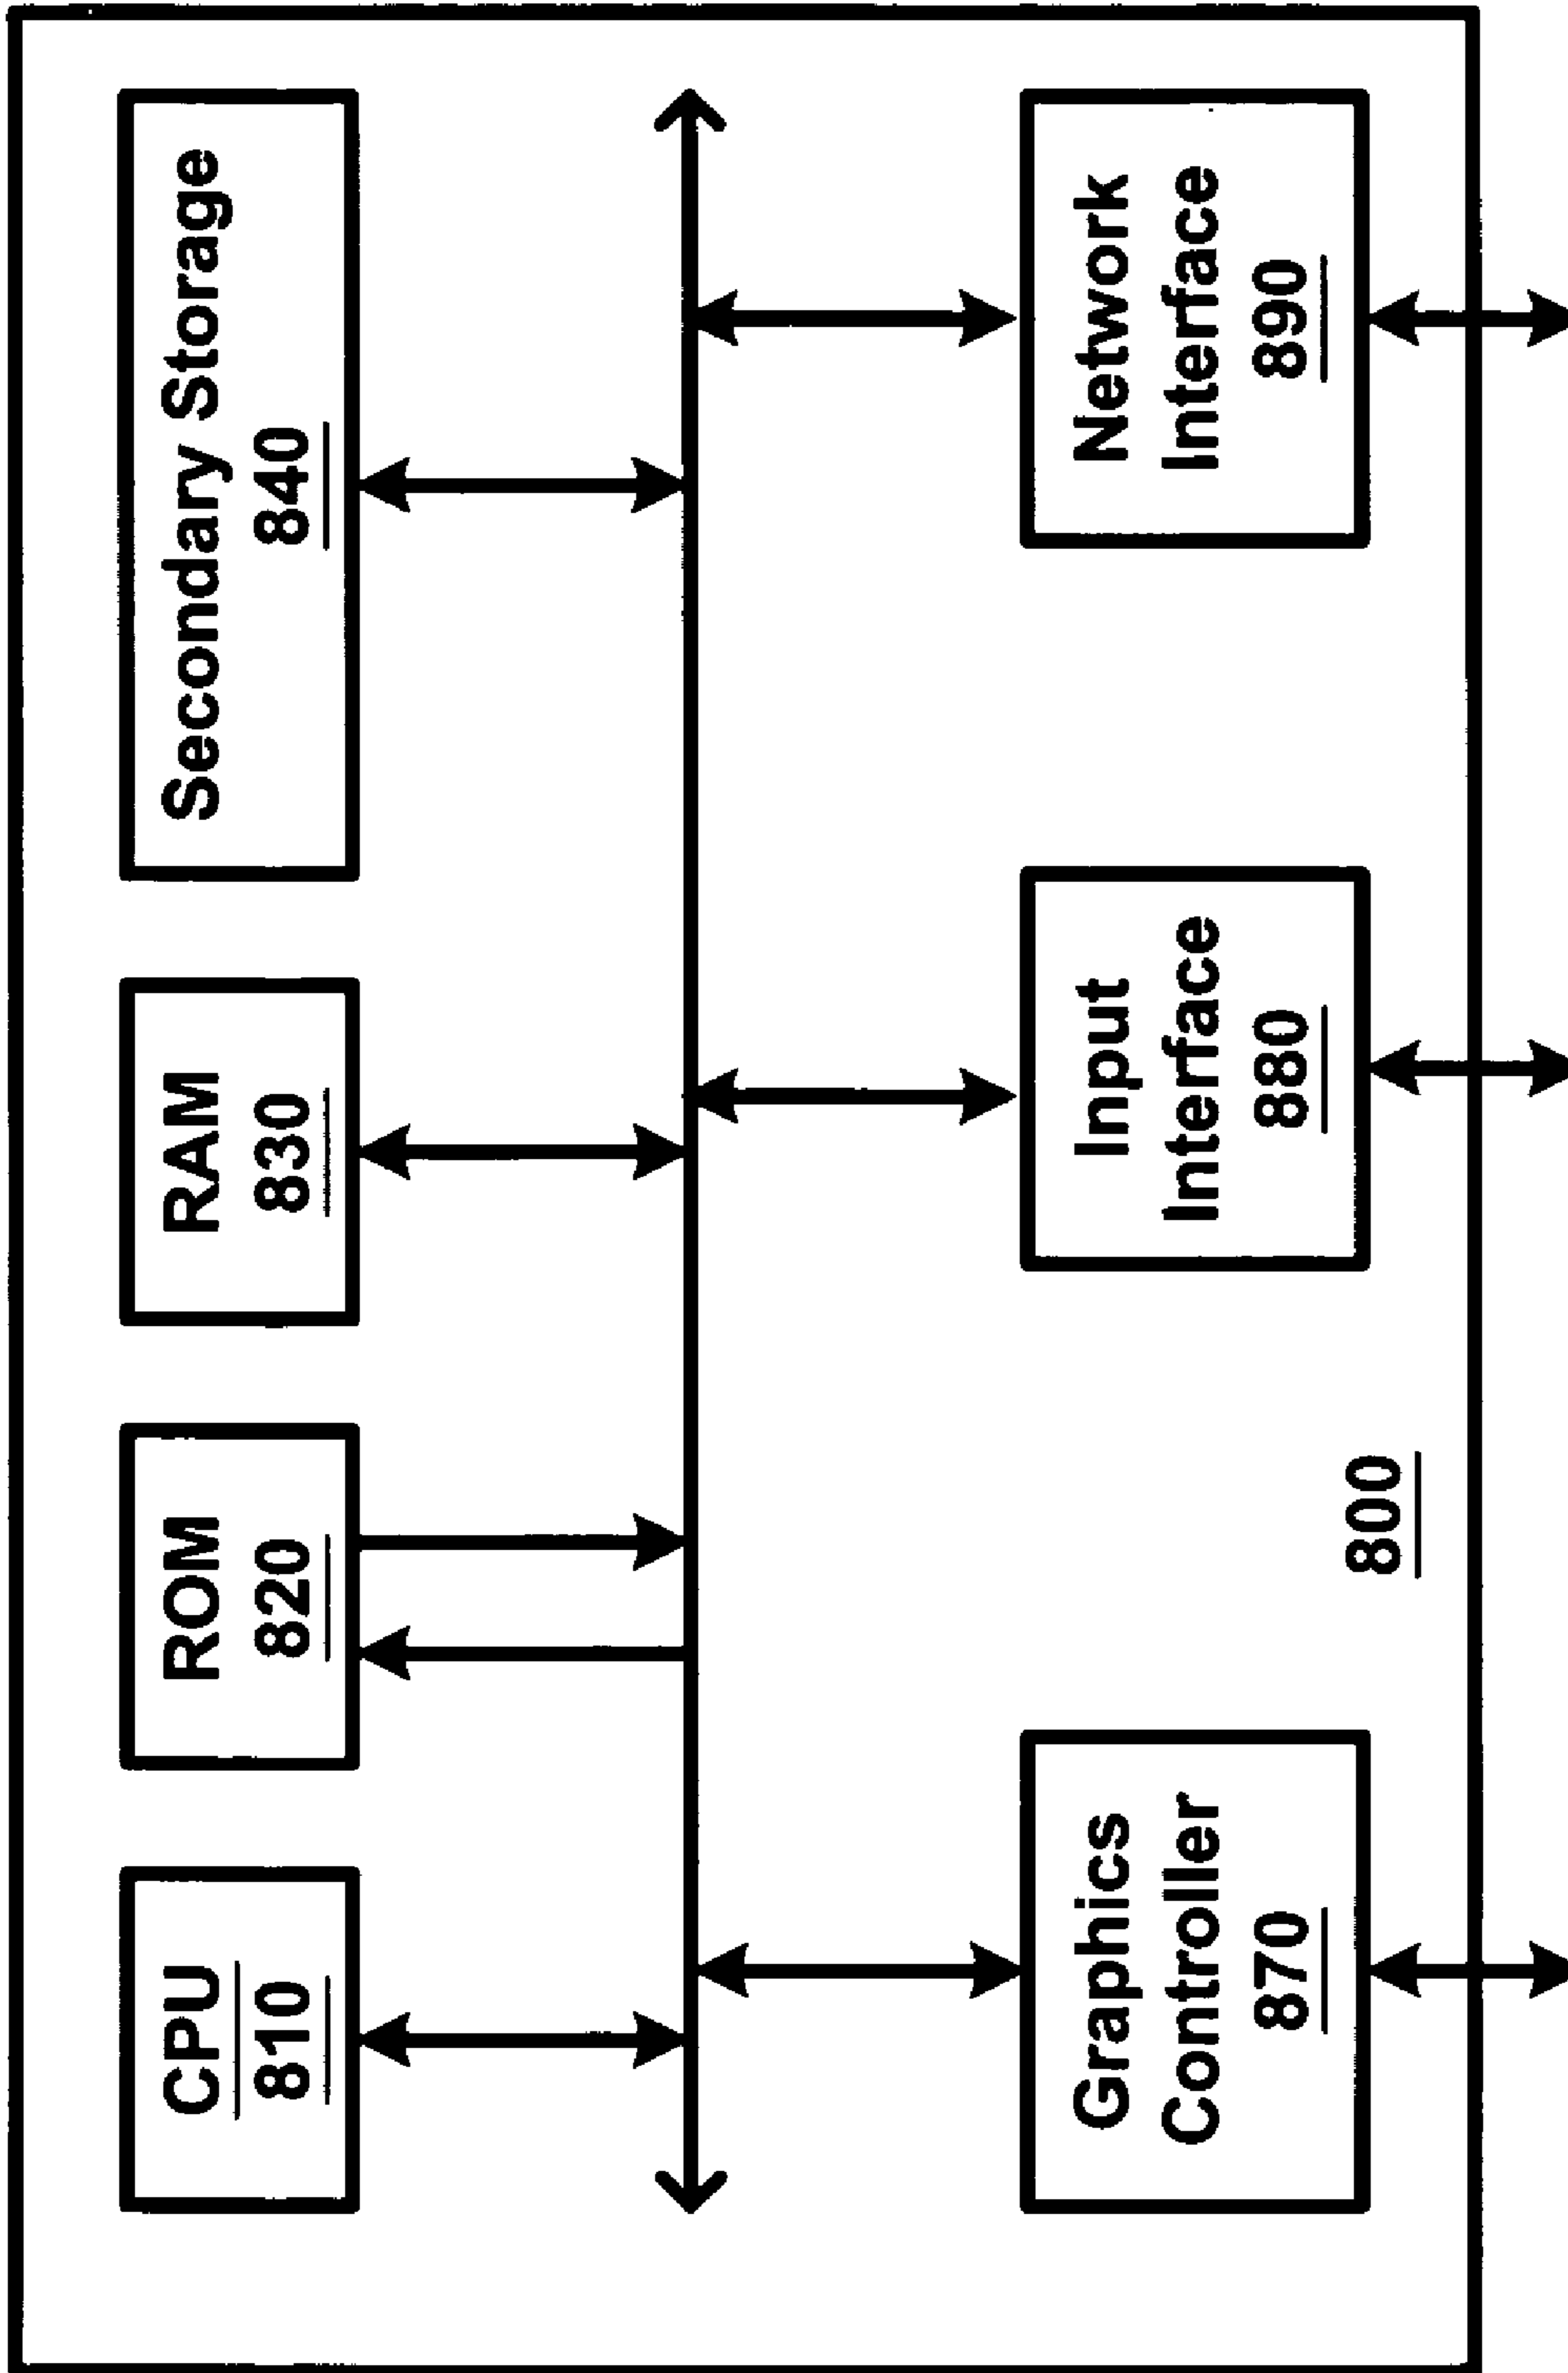 CPU
810
ROM
820
RAM
830
Secondary Storage
840
Graphics
Controller
870
Input
Interface
880
Network
Interface
890
800